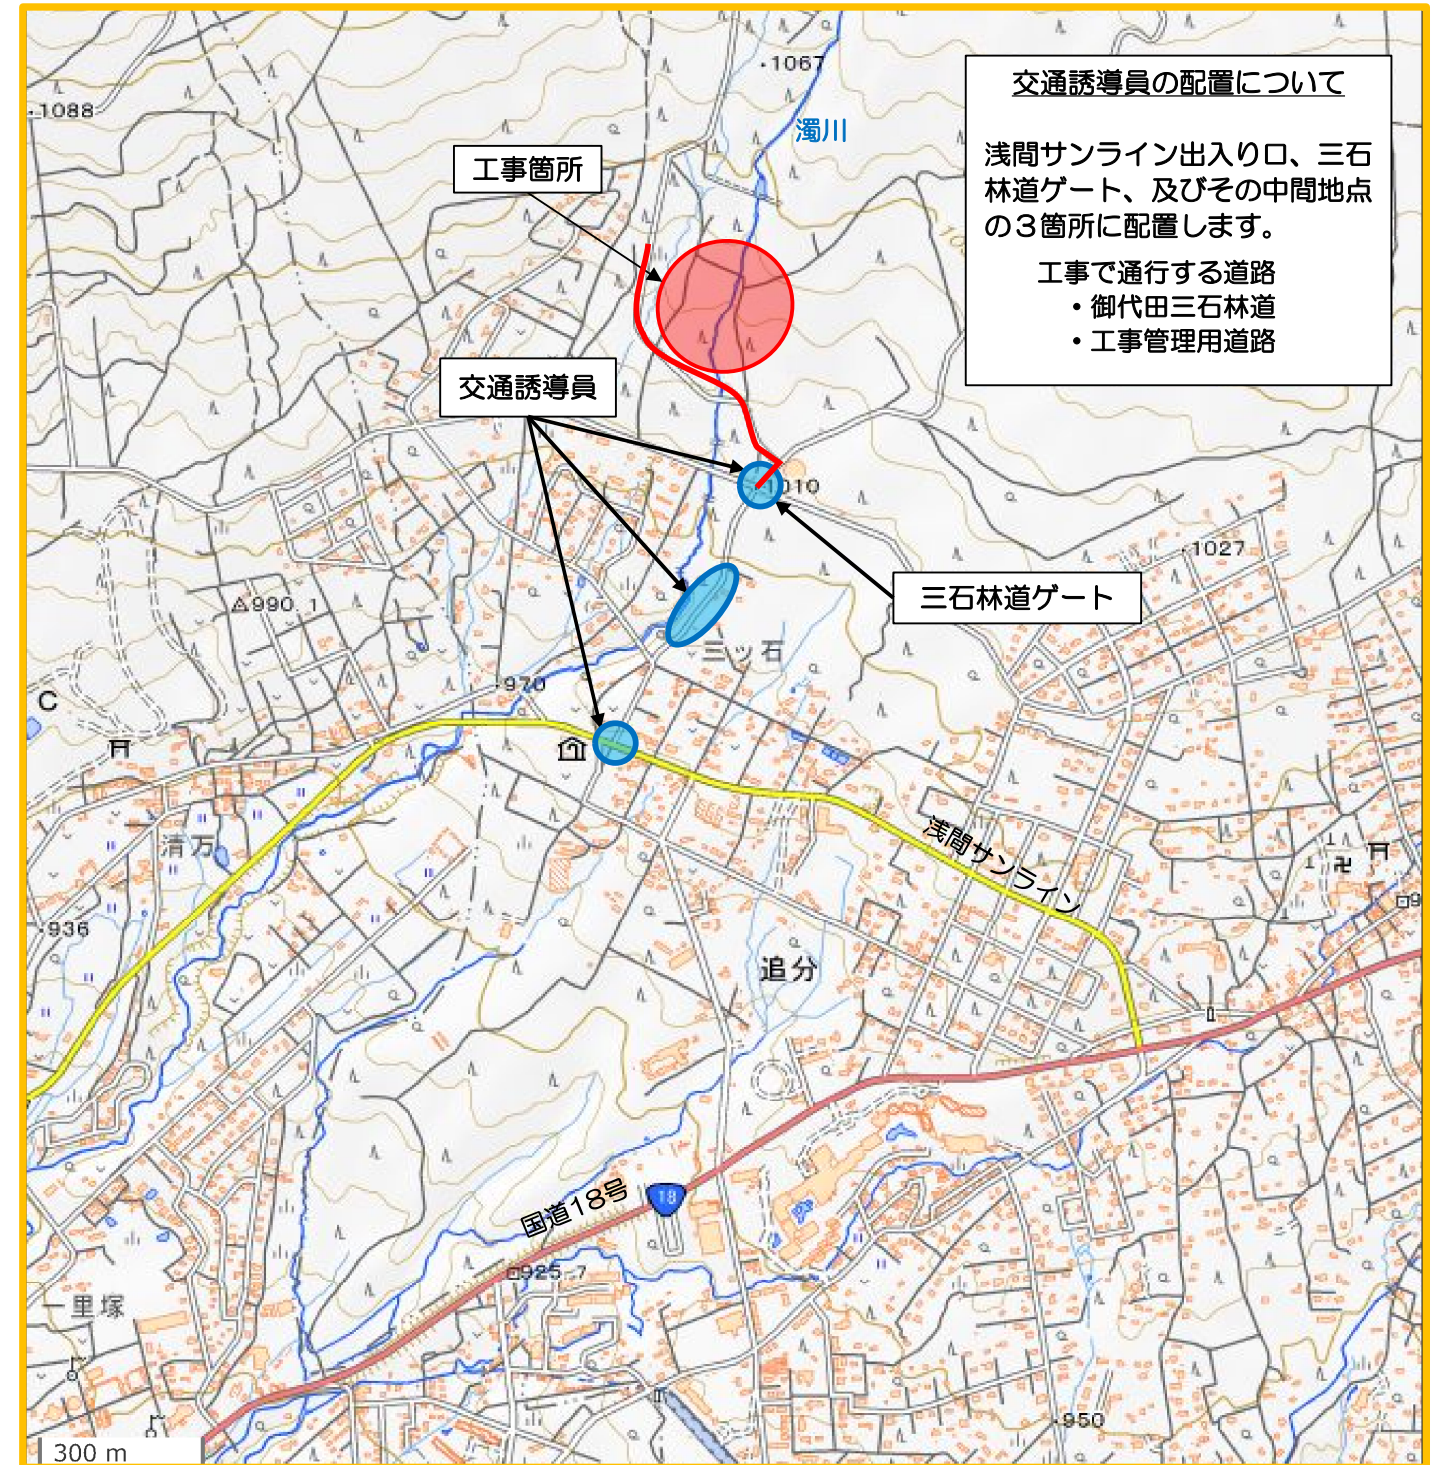 ・1067
交通誘導員の配置について
・1088
濁川
浅間サンライン出入り口、三石
林道ゲート、及びその中間地点
の3箇所に配置します。
工事箇所
工事で通行する道路
・御代田三石林道
・工事管理用道路
交通誘導員
1010
・1027
三石林道ゲート
990.1
三ッ石
・970
C
浅間サンライン
清万
・936
追分
国道18号
18
925.7
一里塚
・950
300 m